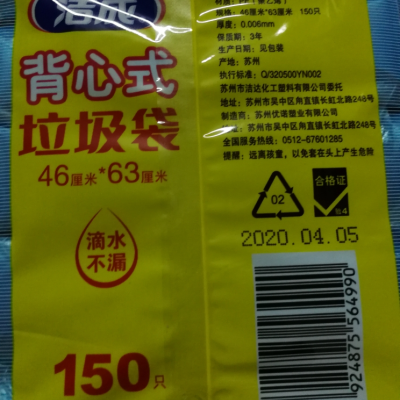 洁成
背心式
垃圾袋
46厘米*63厘米
滴水
不漏
150只
规格：46厘米*63厘米 150只
厚度：0.006mm
保质期：3年
生产日期：见包装
产地：苏州
执行标准：Q/320500YN002
苏州市洁达化工塑料有限公司委托
地址：苏州市吴中区甪直镇长虹北路248号
制造商：苏州优诺塑业有限公司
地址：苏州市吴中区甪直镇长虹北路248号
全国服务热线：0512-67601285
提醒：远离孩童，以免套在头上产生危险
02
合格证
包4
2020.04.05
924875564990